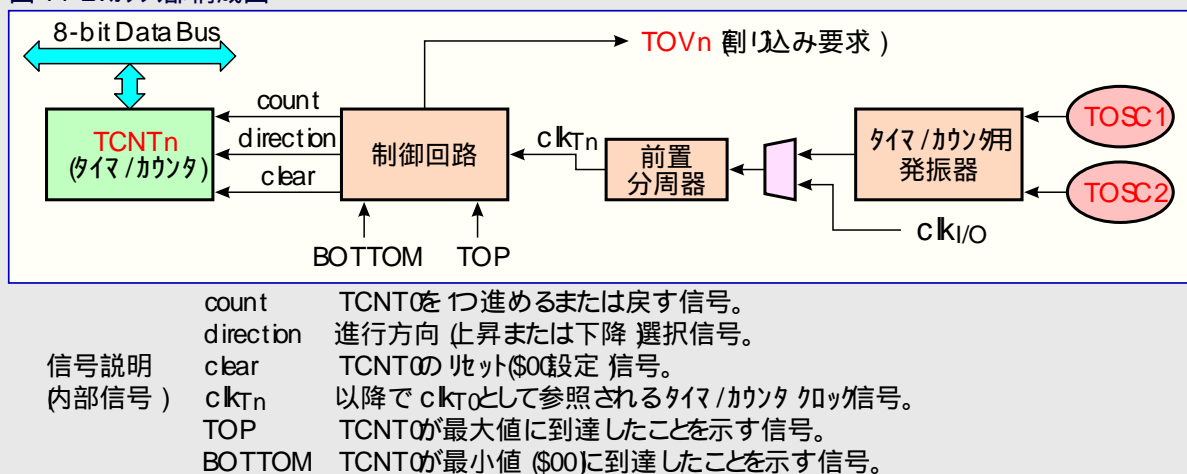 8-bit Data Bus
TOVn (割り込み要求)
count
direction
clear
TCNTn
(タイマ/カウンタ)
制御回路
clkTn
前置
分周器
タイマ/カウンタ用
発振器
TOSC1
TOSC2
clkI/O
BOTTOM
TOP
信号説明
(内部信号)
count TCNT0を1つ進めるまたは戻す信号。
direction 進行方向(上昇または下降)選択信号。
clear TCNT0のリセット($00設定)信号。
clkTn 以降でclkT0として参照されるタイマ/カウンタ クロック信号。
TOP TCNT0が最大値に到達したことを示す信号。
BOTTOM TCNT0が最小値($00)に到達したことを示す信号。